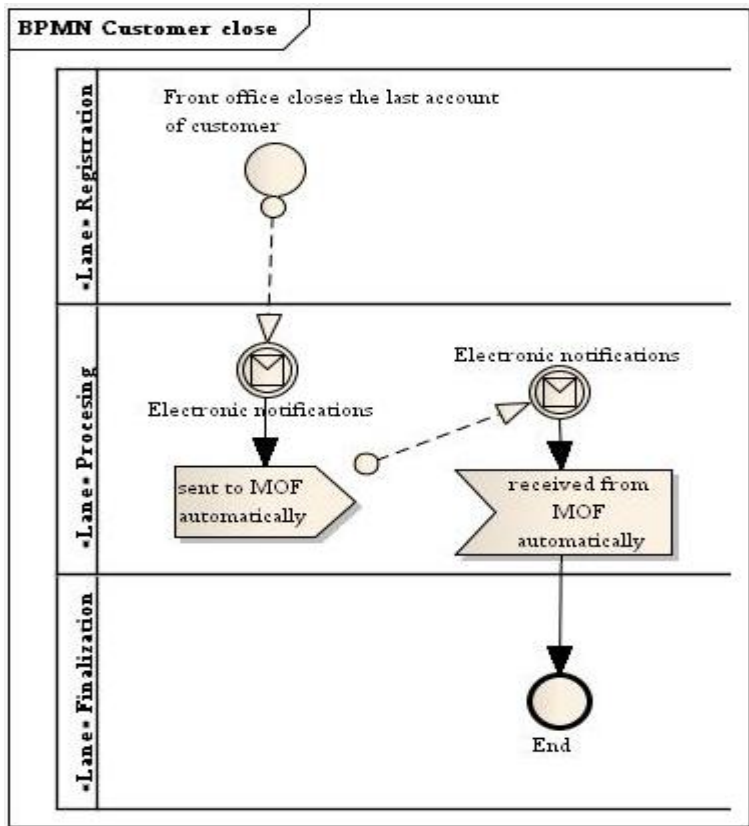 BPMN Customer close
«Lane» Registration
Front office closes the last account
of customer
«Lane» Procesing
Electronic notifications
sent to MOF
automatically
Electronic notifications
received from
MOF
automatically
«Lane» Finalization
End